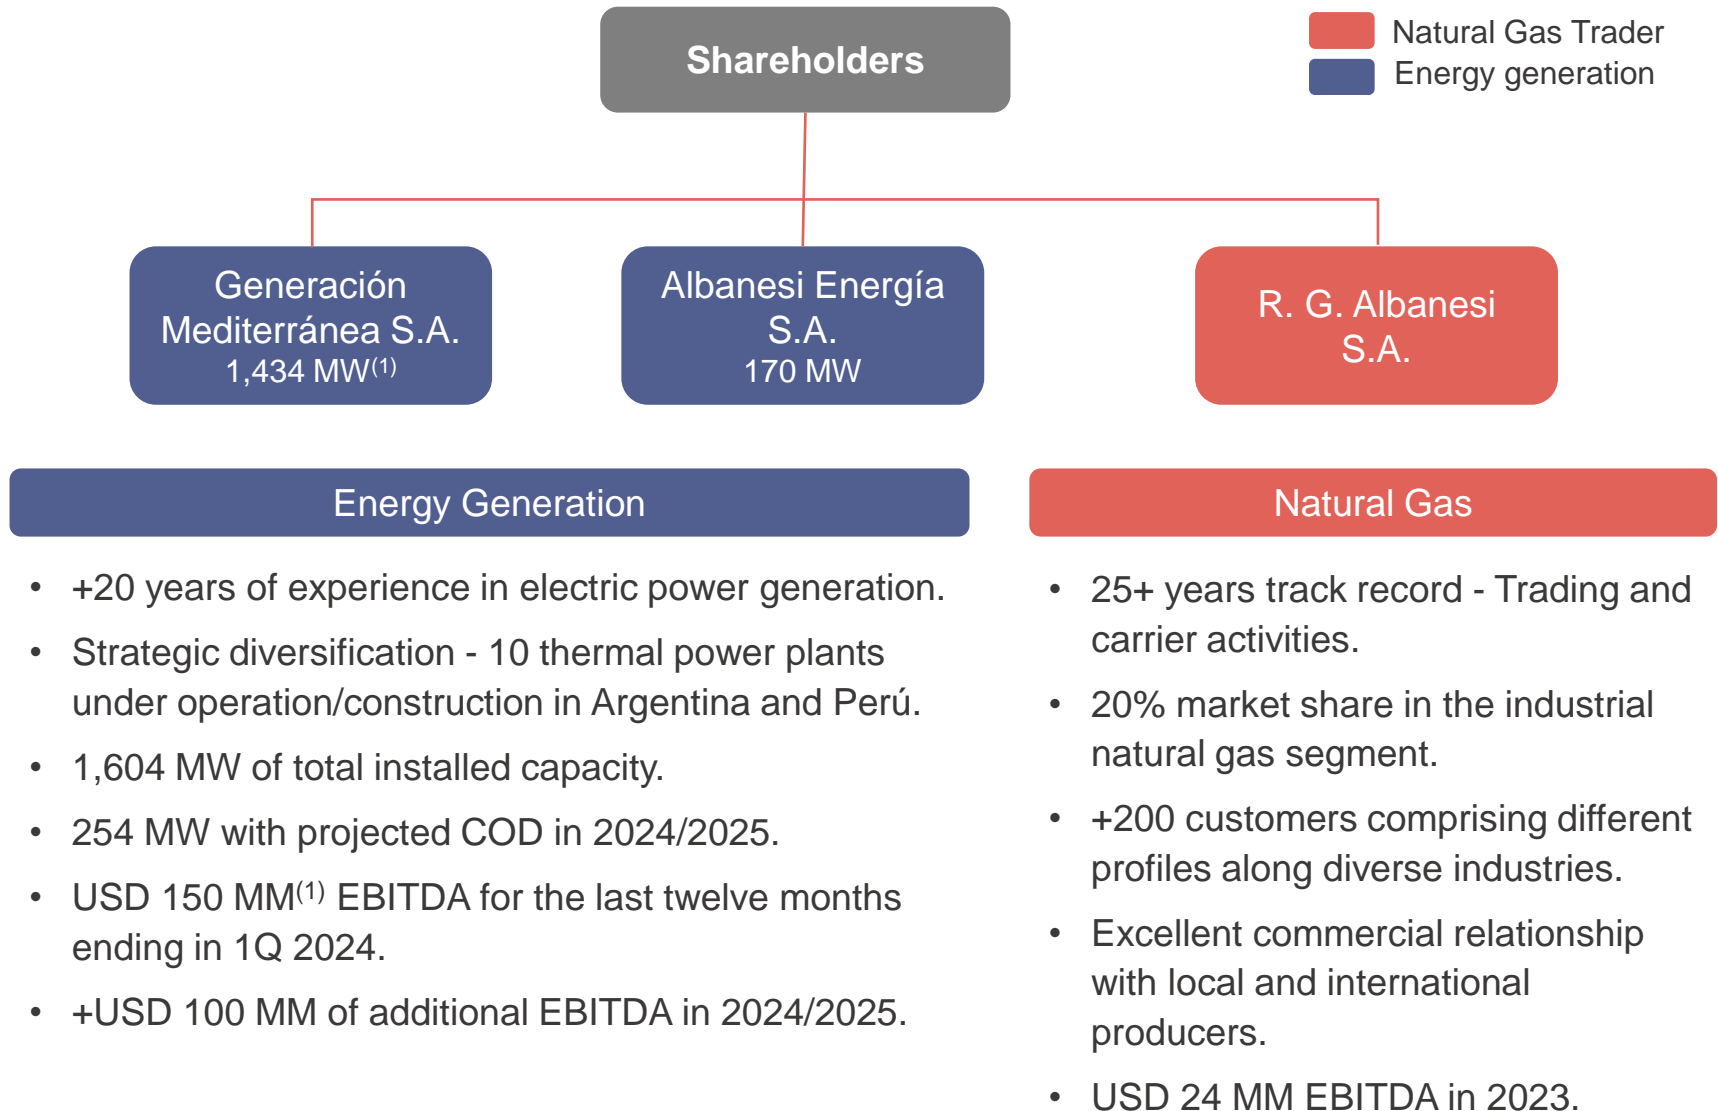 Shareholders
Natural Gas Trader
Energy generation
Generación
Mediterránea S.A.
1,434 MW(1)
Albanesi Energía
S.A.
170 MW
R. G. Albanesi
S.A.
Energy Generation
• +20 years of experience in electric power generation.
• Strategic diversification - 10 thermal power plants
under operation/construction in Argentina and Perú.
• 1,604 MW of total installed capacity.
• 254 MW with projected COD in 2024/2025.
• USD 150 MM(1) EBITDA for the last twelve months
ending in 1Q 2024.
• +USD 100 MM of additional EBITDA in 2024/2025.
Natural Gas
• 25+ years track record - Trading and
carrier activities.
• 20% market share in the industrial
natural gas segment.
• +200 customers comprising different
profiles along diverse industries.
• Excellent commercial relationship
with local and international
producers.
• USD 24 MM EBITDA in 2023.